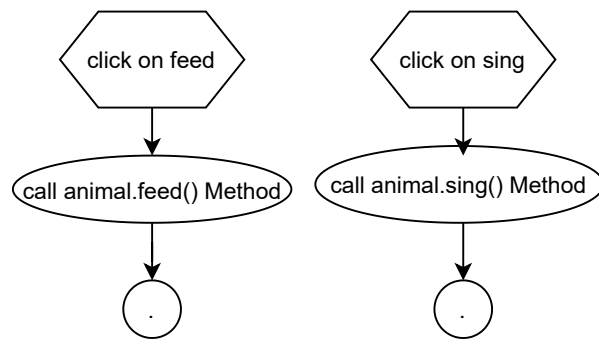 click on feed
click on sing
call animal.feed() Method
call animal.sing() Method
.
.